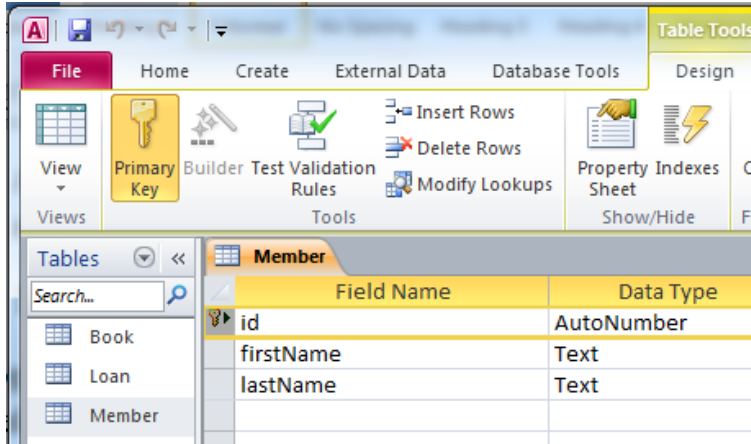 A
Table Tools
File Home Create External Data Database Tools Design
View
Primary Key
Builder
Test Validation Rules
Insert Rows
Delete Rows
Modify Lookups
Property Sheet
Indexes
Views Tools Show/Hide
Tables
Member
Search...
Field Name Data Type
id AutoNumber
firstName Text
lastName Text
Book
Loan
Member